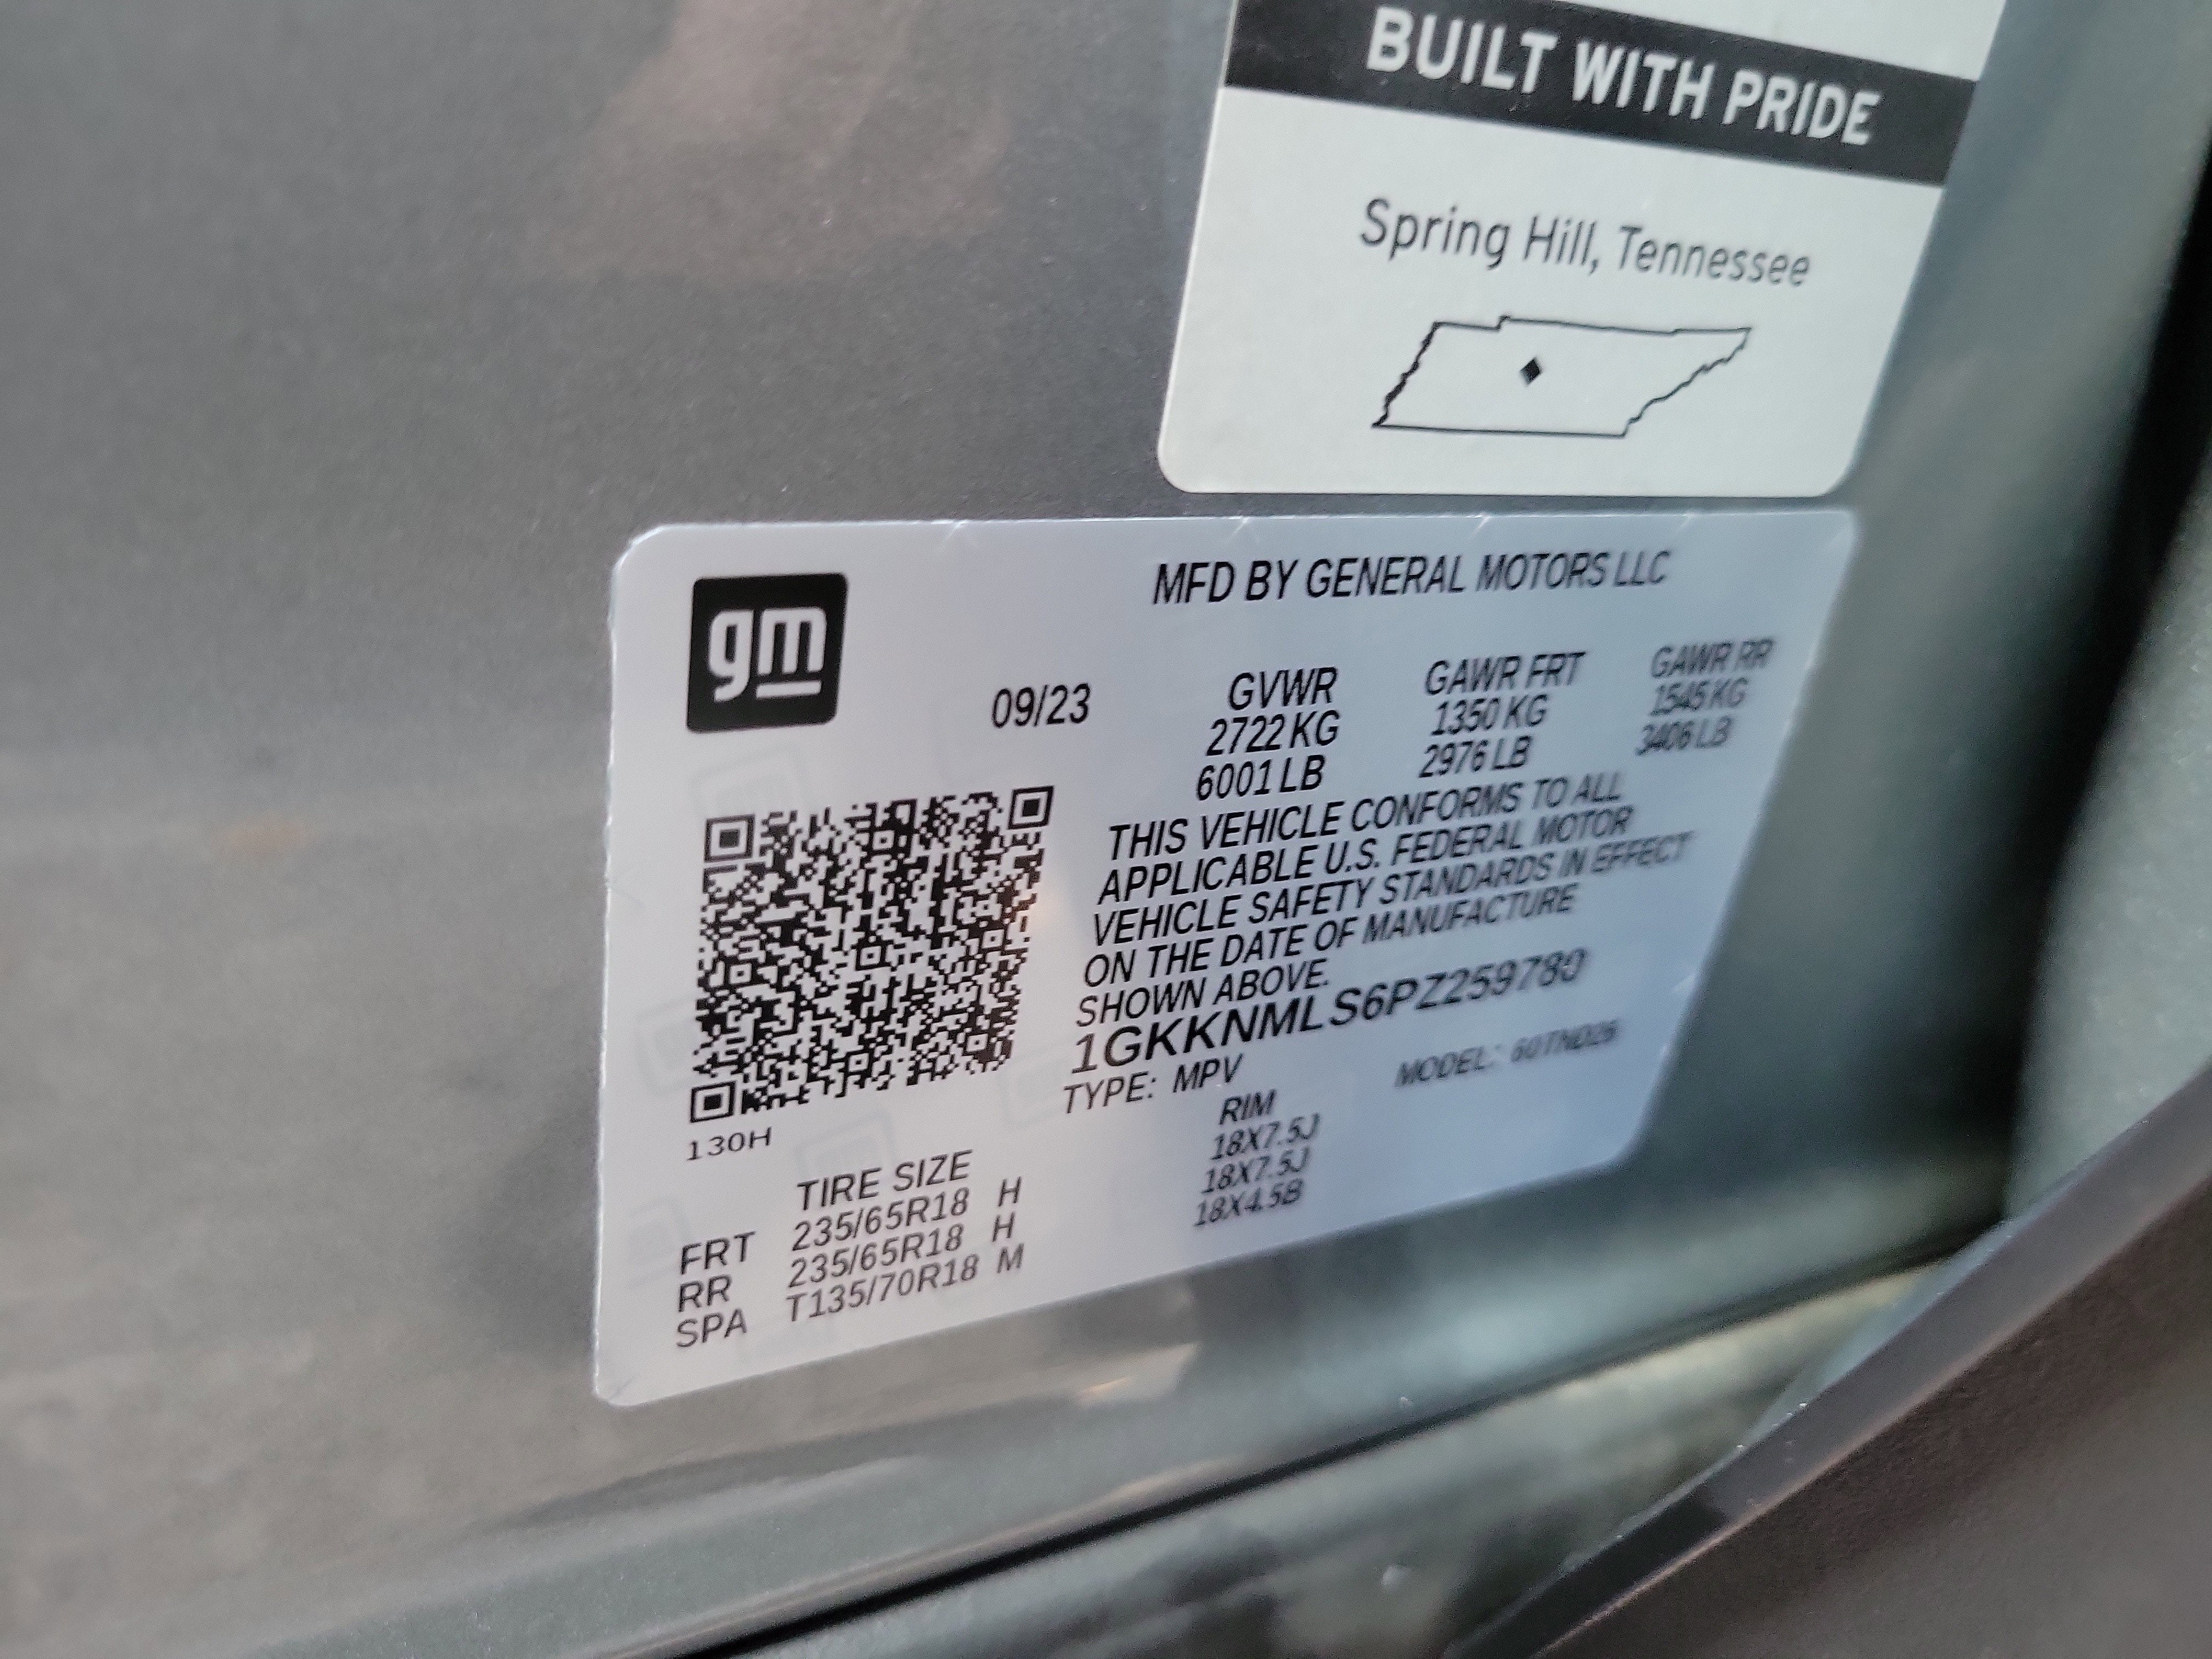 BUILT WITH PRIDE
Spring Hill, Tennessee
gm
MFD BY GENERAL MOTORS LLC
09/23
GVWR
2722 KG
6001 LB
GAWR FRT
1350 KG
2976 LB
GAWR RR
1545 KG
3406 LB
THIS VEHICLE CONFORMS TO ALL
APPLICABLE U.S. FEDERAL MOTOR
VEHICLE SAFETY STANDARDS IN EFFECT
ON THE DATE OF MANUFACTURE
SHOWN ABOVE.
1GKKNMLS6PZ259780
TYPE: MPV MODEL: 6UTND26
130H
TIRE SIZE RIM
FRT 235/65R18 H 18X7.5J
RR 235/65R18 H 18X7.5J
SPA T135/70R18 M 18X4.5B